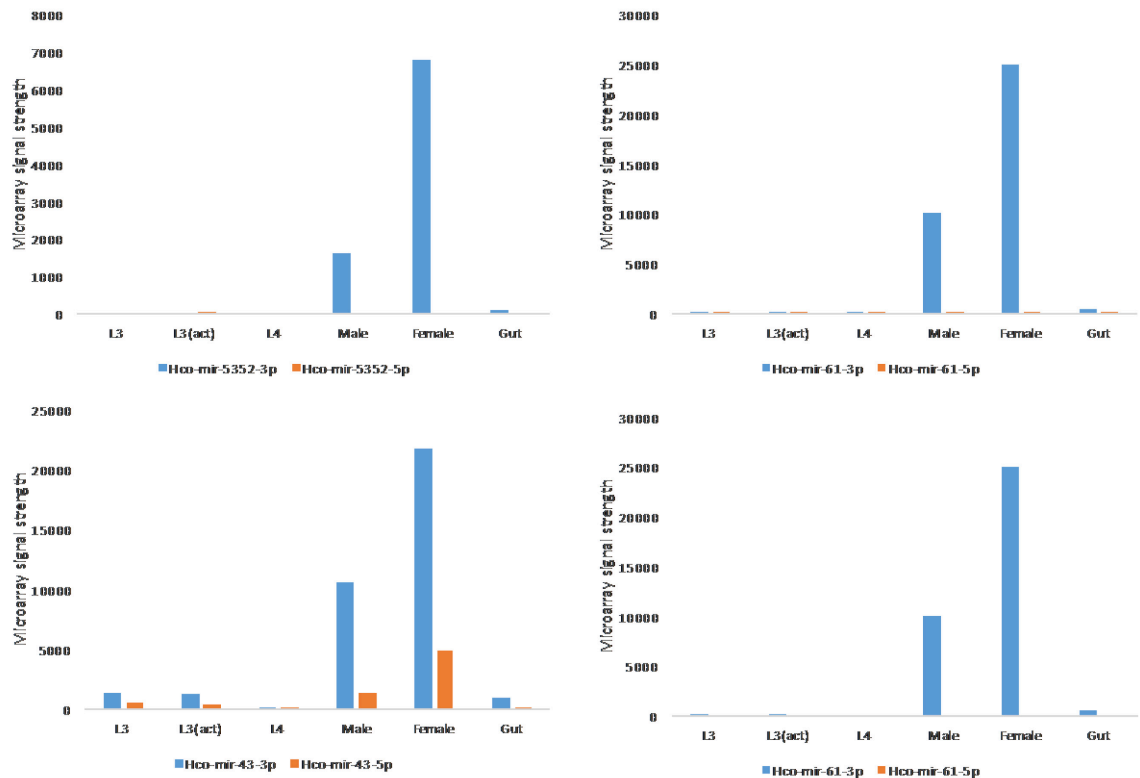 Microarray signal strength
8000
7000
6000
5000
4000
3000
2000
1000
0
L3 L3(act) L4 Male Female Gut
Hco-mir-5352-3p Hco-mir-5352-5p
Microarray signal strength
30000
25000
20000
15000
10000
5000
0
L3 L3(act) L4 Male Female Gut
Hco-mir-61-3p Hco-mir-61-5p
Microarray signal strength
25000
20000
15000
10000
5000
0
L3 L3(act) L4 Male Female Gut
Hco-mir-43-3p Hco-mir-43-5p
Microarray signal strength
30000
25000
20000
15000
10000
5000
0
L3 L3(act) L4 Male Female Gut
Hco-mir-61-3p Hco-mir-61-5p